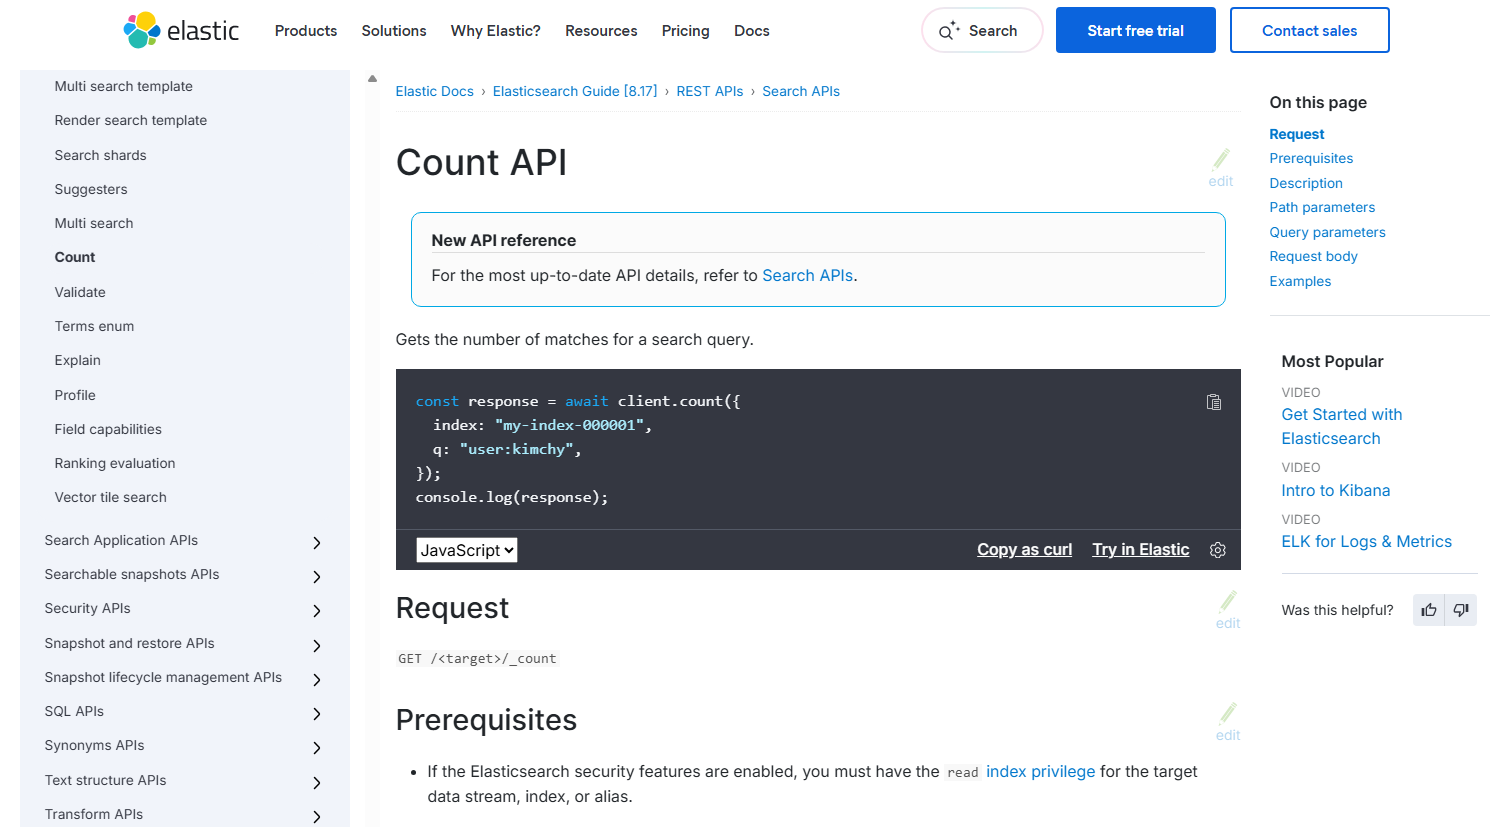 elastic
Products Solutions Why Elastic? Resources Pricing Docs
Search
Start free trial
Contact sales
Multi search template
Render search template
Search shards
Suggesters
Multi search
Count
Validate
Terms enum
Explain
Profile
Field capabilities
Ranking evaluation
Vector tile search
Search Application APIs
Searchable snapshots APIs
Security APIs
Snapshot and restore APIs
Snapshot lifecycle management APIs
SQL APIs
Synonyms APIs
Text structure APIs
Transform APIs
Elastic Docs › Elasticsearch Guide [8.17] › REST APIs › Search APIs
Count API
edit
New API reference
For the most up-to-date API details, refer to Search APIs.
Gets the number of matches for a search query.
const response = await client.count({
  index: "my-index-000001",
  q: "user:kimchy",
});
console.log(response);
JavaScript
Copy as curl Try in Elastic
Request
edit
GET /<target>/_count
Prerequisites
edit
• If the Elasticsearch security features are enabled, you must have the read index privilege for the target
data stream, index, or alias.
On this page
Request
Prerequisites
Description
Path parameters
Query parameters
Request body
Examples
Most Popular
VIDEO
Get Started with
Elasticsearch
VIDEO
Intro to Kibana
VIDEO
ELK for Logs & Metrics
Was this helpful?